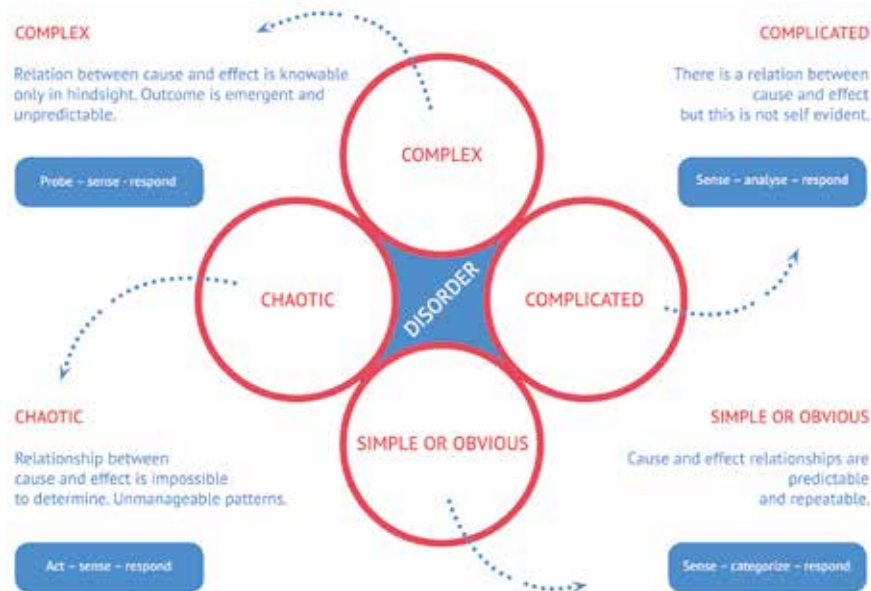 COMPLEX
Relation between cause and effect is knowable
only in hindsight. Outcome is emergent and
unpredictable.
Probe – sense - respond
COMPLICATED
There is a relation between
cause and effect
but this is not self evident.
Sense – analyse – respond
COMPLEX
CHAOTIC
DISORDER
COMPLICATED
SIMPLE OR OBVIOUS
CHAOTIC
Relationship between
cause and effect is impossible
to determine. Unmanageable patterns.
Act – sense – respond
SIMPLE OR OBVIOUS
Cause and effect relationships are
predictable
and repeatable.
Sense – categorize – respond